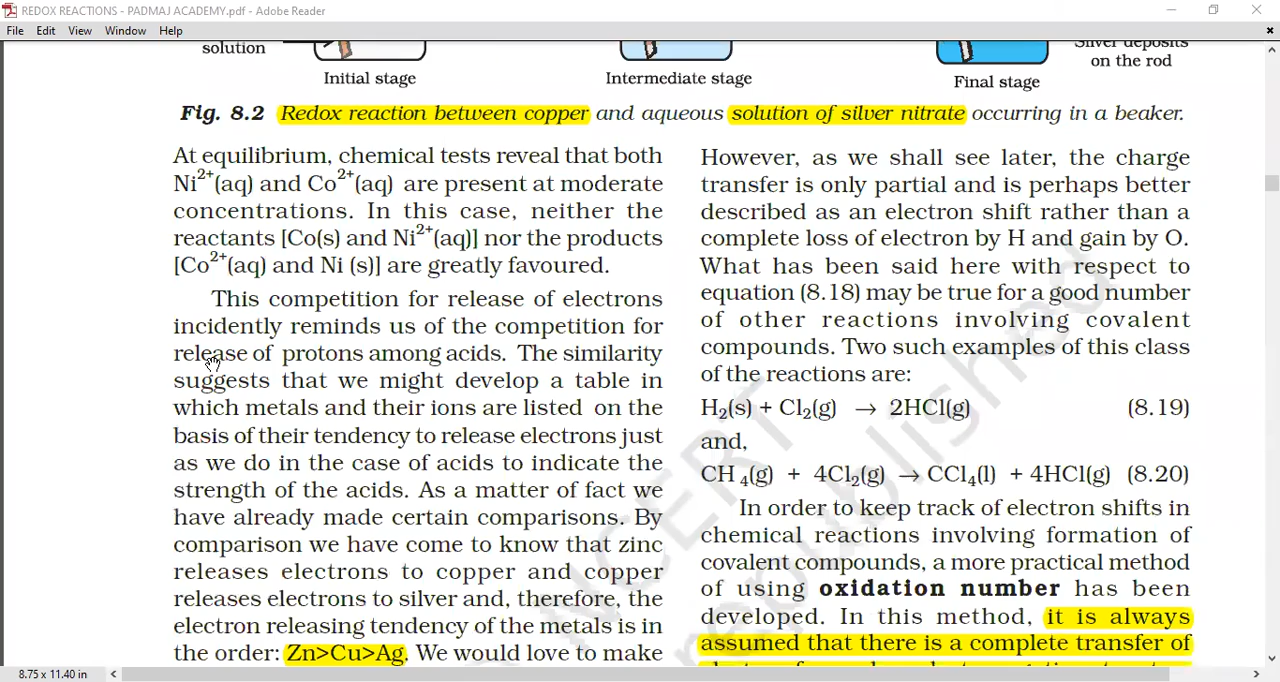 REDOX REACTIONS - PADMAJ ACADEMY.pdf - Adobe Reader
File Edit View Window Help
solution
Silver deposits
on the rod
Initial stage
Intermediate stage
Final stage
Fig. 8.2 Redox reaction between copper and aqueous solution of silver nitrate occurring in a beaker.
At equilibrium, chemical tests reveal that both
Ni²⁺(aq) and Co²⁺(aq) are present at moderate
concentrations. In this case, neither the
reactants [Co(s) and Ni²⁺(aq)] nor the products
[Co²⁺(aq) and Ni (s)] are greatly favoured.
This competition for release of electrons
incidently reminds us of the competition for
release of protons among acids. The similarity
suggests that we might develop a table in
which metals and their ions are listed on the
basis of their tendency to release electrons just
as we do in the case of acids to indicate the
strength of the acids. As a matter of fact we
have already made certain comparisons. By
comparison we have come to know that zinc
releases electrons to copper and copper
releases electrons to silver and, therefore, the
electron releasing tendency of the metals is in
the order: Zn>Cu>Ag. We would love to make
However, as we shall see later, the charge
transfer is only partial and is perhaps better
described as an electron shift rather than a
complete loss of electron by H and gain by O.
What has been said here with respect to
equation (8.18) may be true for a good number
of other reactions involving covalent
compounds. Two such examples of this class
of the reactions are:
H₂(s) + Cl₂(g) → 2HCl(g) (8.19)
and,
CH₄(g) + 4Cl₂(g) → CCl₄(l) + 4HCl(g) (8.20)
In order to keep track of electron shifts in
chemical reactions involving formation of
covalent compounds, a more practical method
of using oxidation number has been
developed. In this method, it is always
assumed that there is a complete transfer of
NCERT
republished
8.75 x 11.40 in